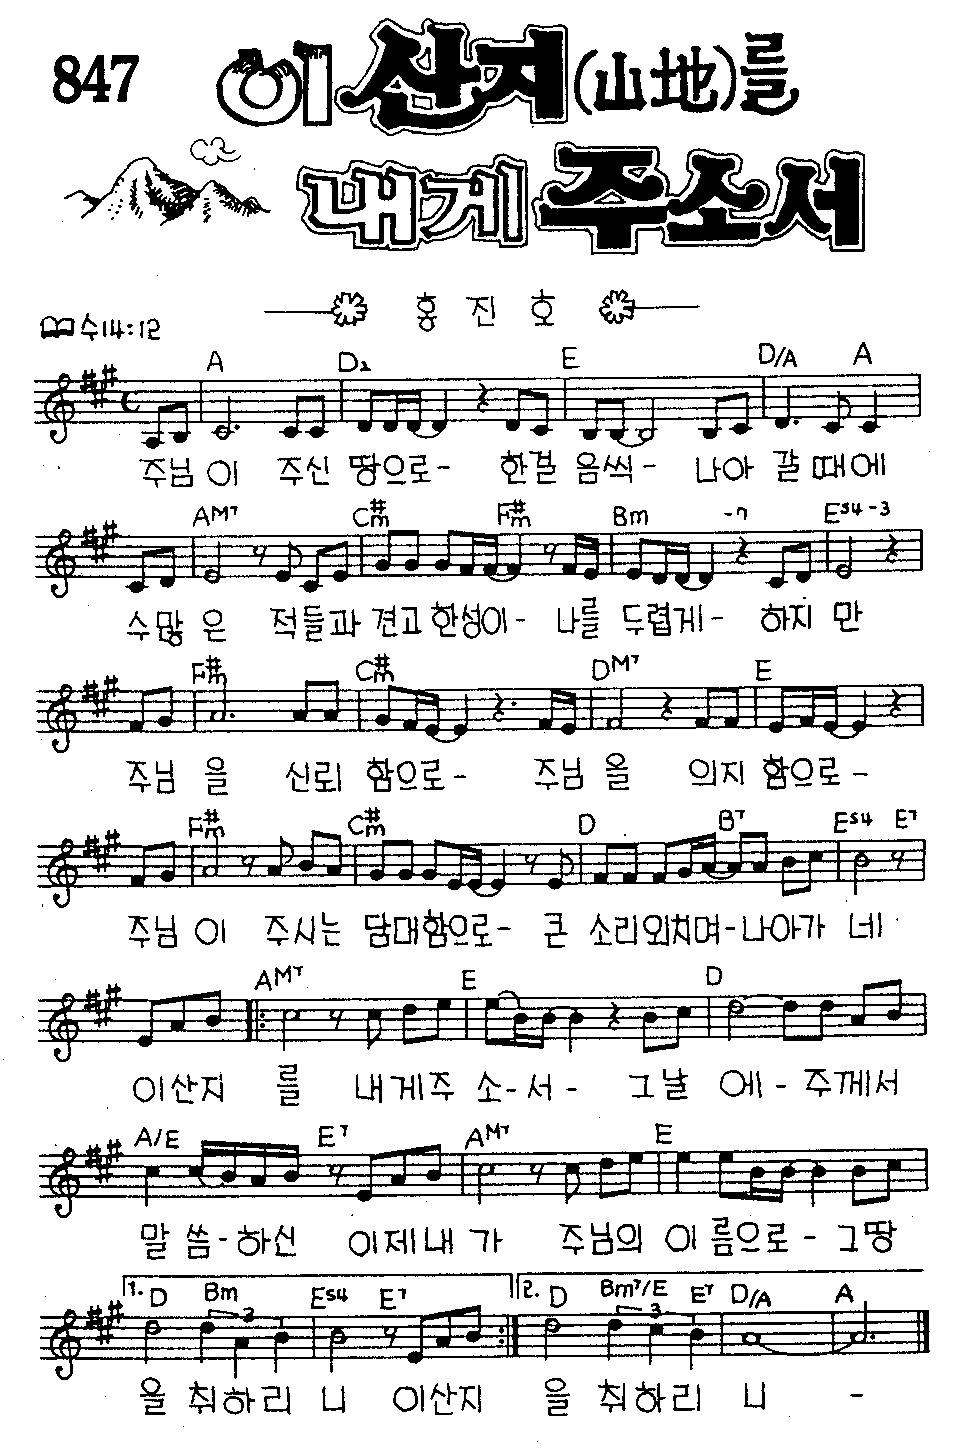 847 이 산지(山地)를
내게 주소서
홍 진 호
수14:12
A D2 E D/A A
주님 이 주신 땅으로- 한걸 음씩- 나아 갈 때에
AM7 C#m F#m Bm -7 Es4 -3
수많 은 적들과 견고 한성이- 나를 두렵게- 하지 만
F#m C#m DM7 E
주님 을 신뢰 함으로- 주님 을 의지 함으로-
F#m C#m D B7 Es4 E7
주님 이 주시는 담대함으로- 큰 소리외치며-나아가 네
AM7 E D
이산지 를 내게주 소-서- 그날 에-주께서
A/E E7 AM7 E
말 씀-하신 이제내 가 주님의 이 름으로-그땅
1. D Bm 3 Es4 E7 2. D Bm7/E 3 E7 D/A A
을 취하리 니 이산지 을 취하리 니 -